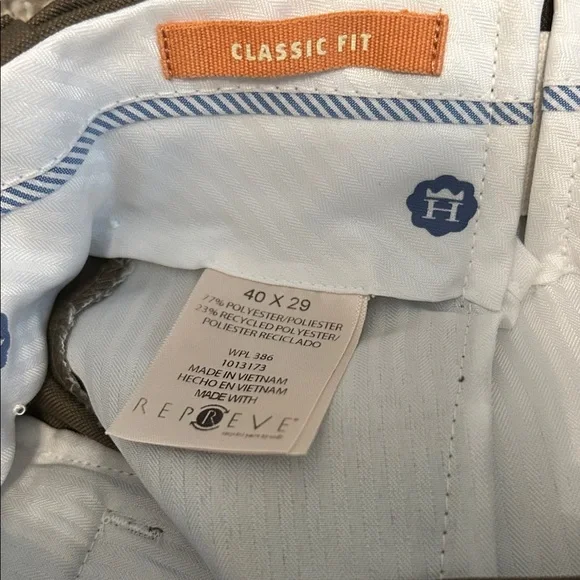 CLASSIC FIT
H
40 X 29
77% POLYESTER/POLIESTER
23% RECYCLED POLYESTER/
POLIESTER RECICLADO
WPL 386
1013173
MADE IN VIETNAM
HECHO EN VIETNAM
MADE WITH
REPREVE